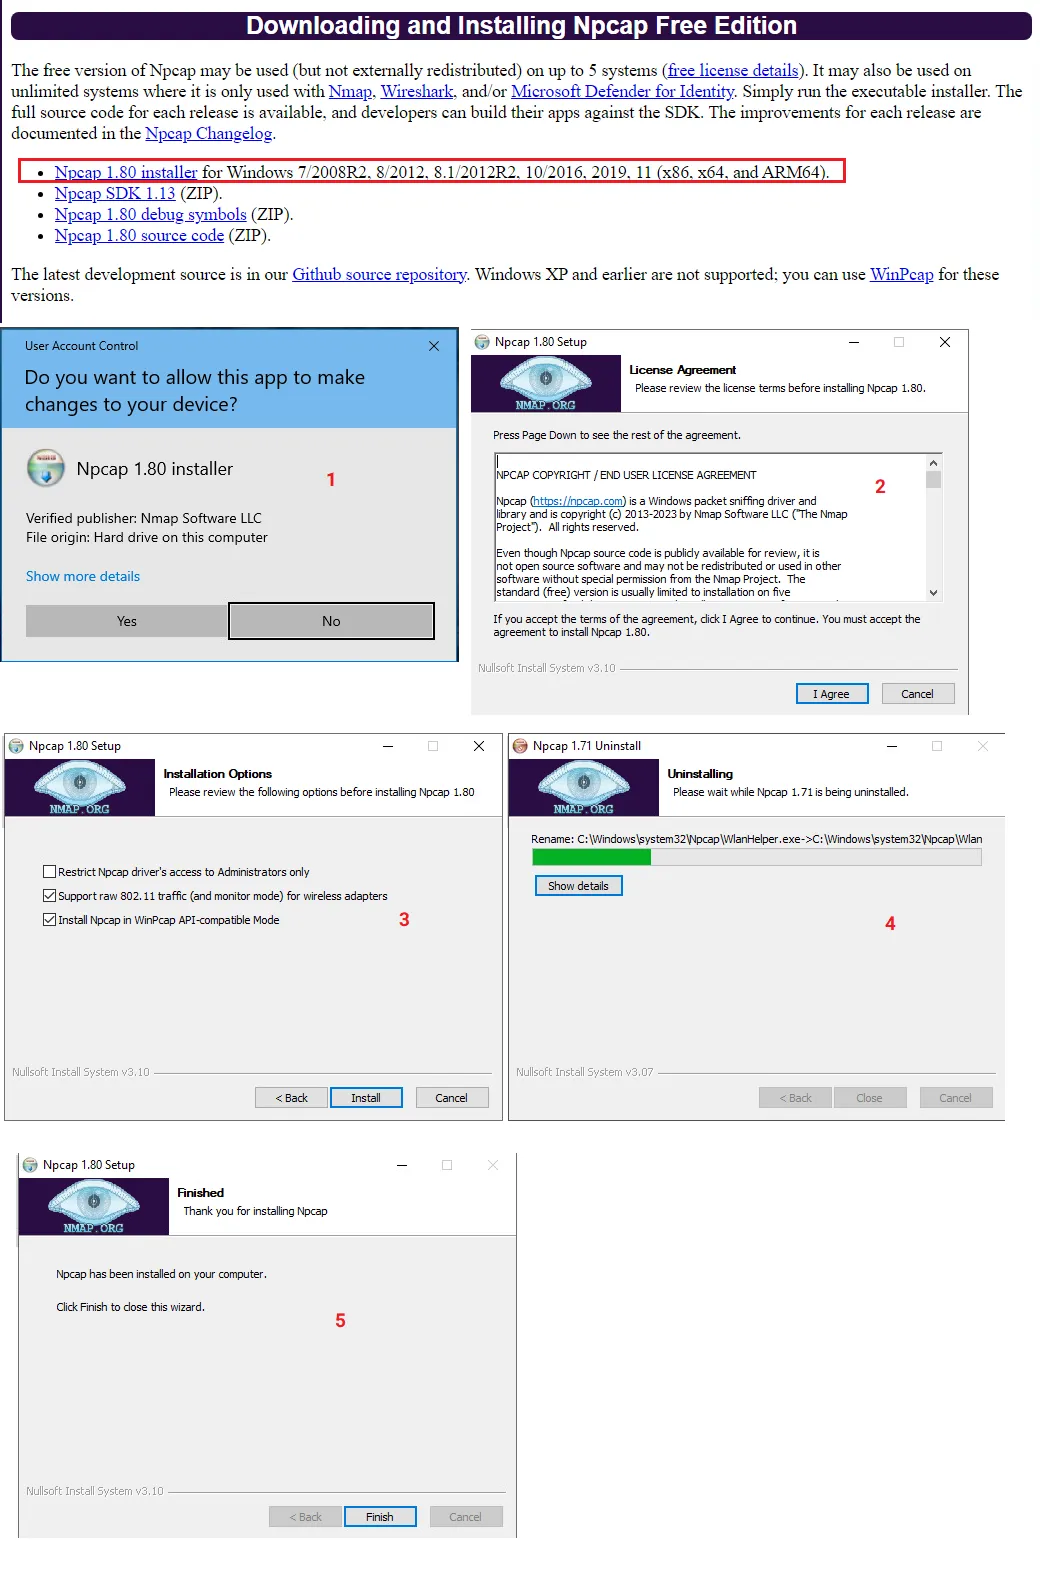 Downloading and Installing Npcap Free Edition
The free version of Npcap may be used (but not externally redistributed) on up to 5 systems (free license details). It may also be used on
unlimited systems where it is only used with Nmap, Wireshark, and/or Microsoft Defender for Identity. Simply run the executable installer. The
full source code for each release is available, and developers can build their apps against the SDK. The improvements for each release are
documented in the Npcap Changelog.
• Npcap 1.80 installer for Windows 7/2008R2, 8/2012, 8.1/2012R2, 10/2016, 2019, 11 (x86, x64, and ARM64).
• Npcap SDK 1.13 (ZIP).
• Npcap 1.80 debug symbols (ZIP).
• Npcap 1.80 source code (ZIP).
The latest development source is in our Github source repository. Windows XP and earlier are not supported; you can use WinPcap for these
versions.
User Account Control
Do you want to allow this app to make
changes to your device?
Npcap 1.80 installer
1
Verified publisher: Nmap Software LLC
File origin: Hard drive on this computer
Show more details
Yes
No
Npcap 1.80 Setup
License Agreement
Please review the license terms before installing Npcap 1.80.
NMAP.ORG
Press Page Down to see the rest of the agreement.
NPCAP COPYRIGHT / END USER LICENSE AGREEMENT
2
Npcap (https://npcap.com) is a Windows packet sniffing driver and
library and is copyright (c) 2013-2023 by Nmap Software LLC ("The Nmap
Project"). All rights reserved.
Even though Npcap source code is publicly available for review, it is
not open source software and may not be redistributed or used in other
software without special permission from the Nmap Project. The
standard (free) version is usually limited to installation on five
If you accept the terms of the agreement, click I Agree to continue. You must accept the
agreement to install Npcap 1.80.
Nullsoft Install System v3.10
I Agree
Cancel
Npcap 1.80 Setup
Installation Options
Please review the following options before installing Npcap 1.80
NMAP.ORG
Restrict Npcap driver's access to Administrators only
Support raw 802.11 traffic (and monitor mode) for wireless adapters
Install Npcap in WinPcap API-compatible Mode
3
Nullsoft Install System v3.10
< Back
Install
Cancel
Npcap 1.71 Uninstall
Uninstalling
Please wait while Npcap 1.71 is being uninstalled.
NMAP.ORG
Rename: C:\Windows\system32\Npcap\WlanHelper.exe->C:\Windows\system32\Npcap\Wlan
Show details
4
Nullsoft Install System v3.07
< Back
Close
Cancel
Npcap 1.80 Setup
Finished
Thank you for installing Npcap
NMAP.ORG
Npcap has been installed on your computer.
Click Finish to close this wizard.
5
Nullsoft Install System v3.10
< Back
Finish
Cancel